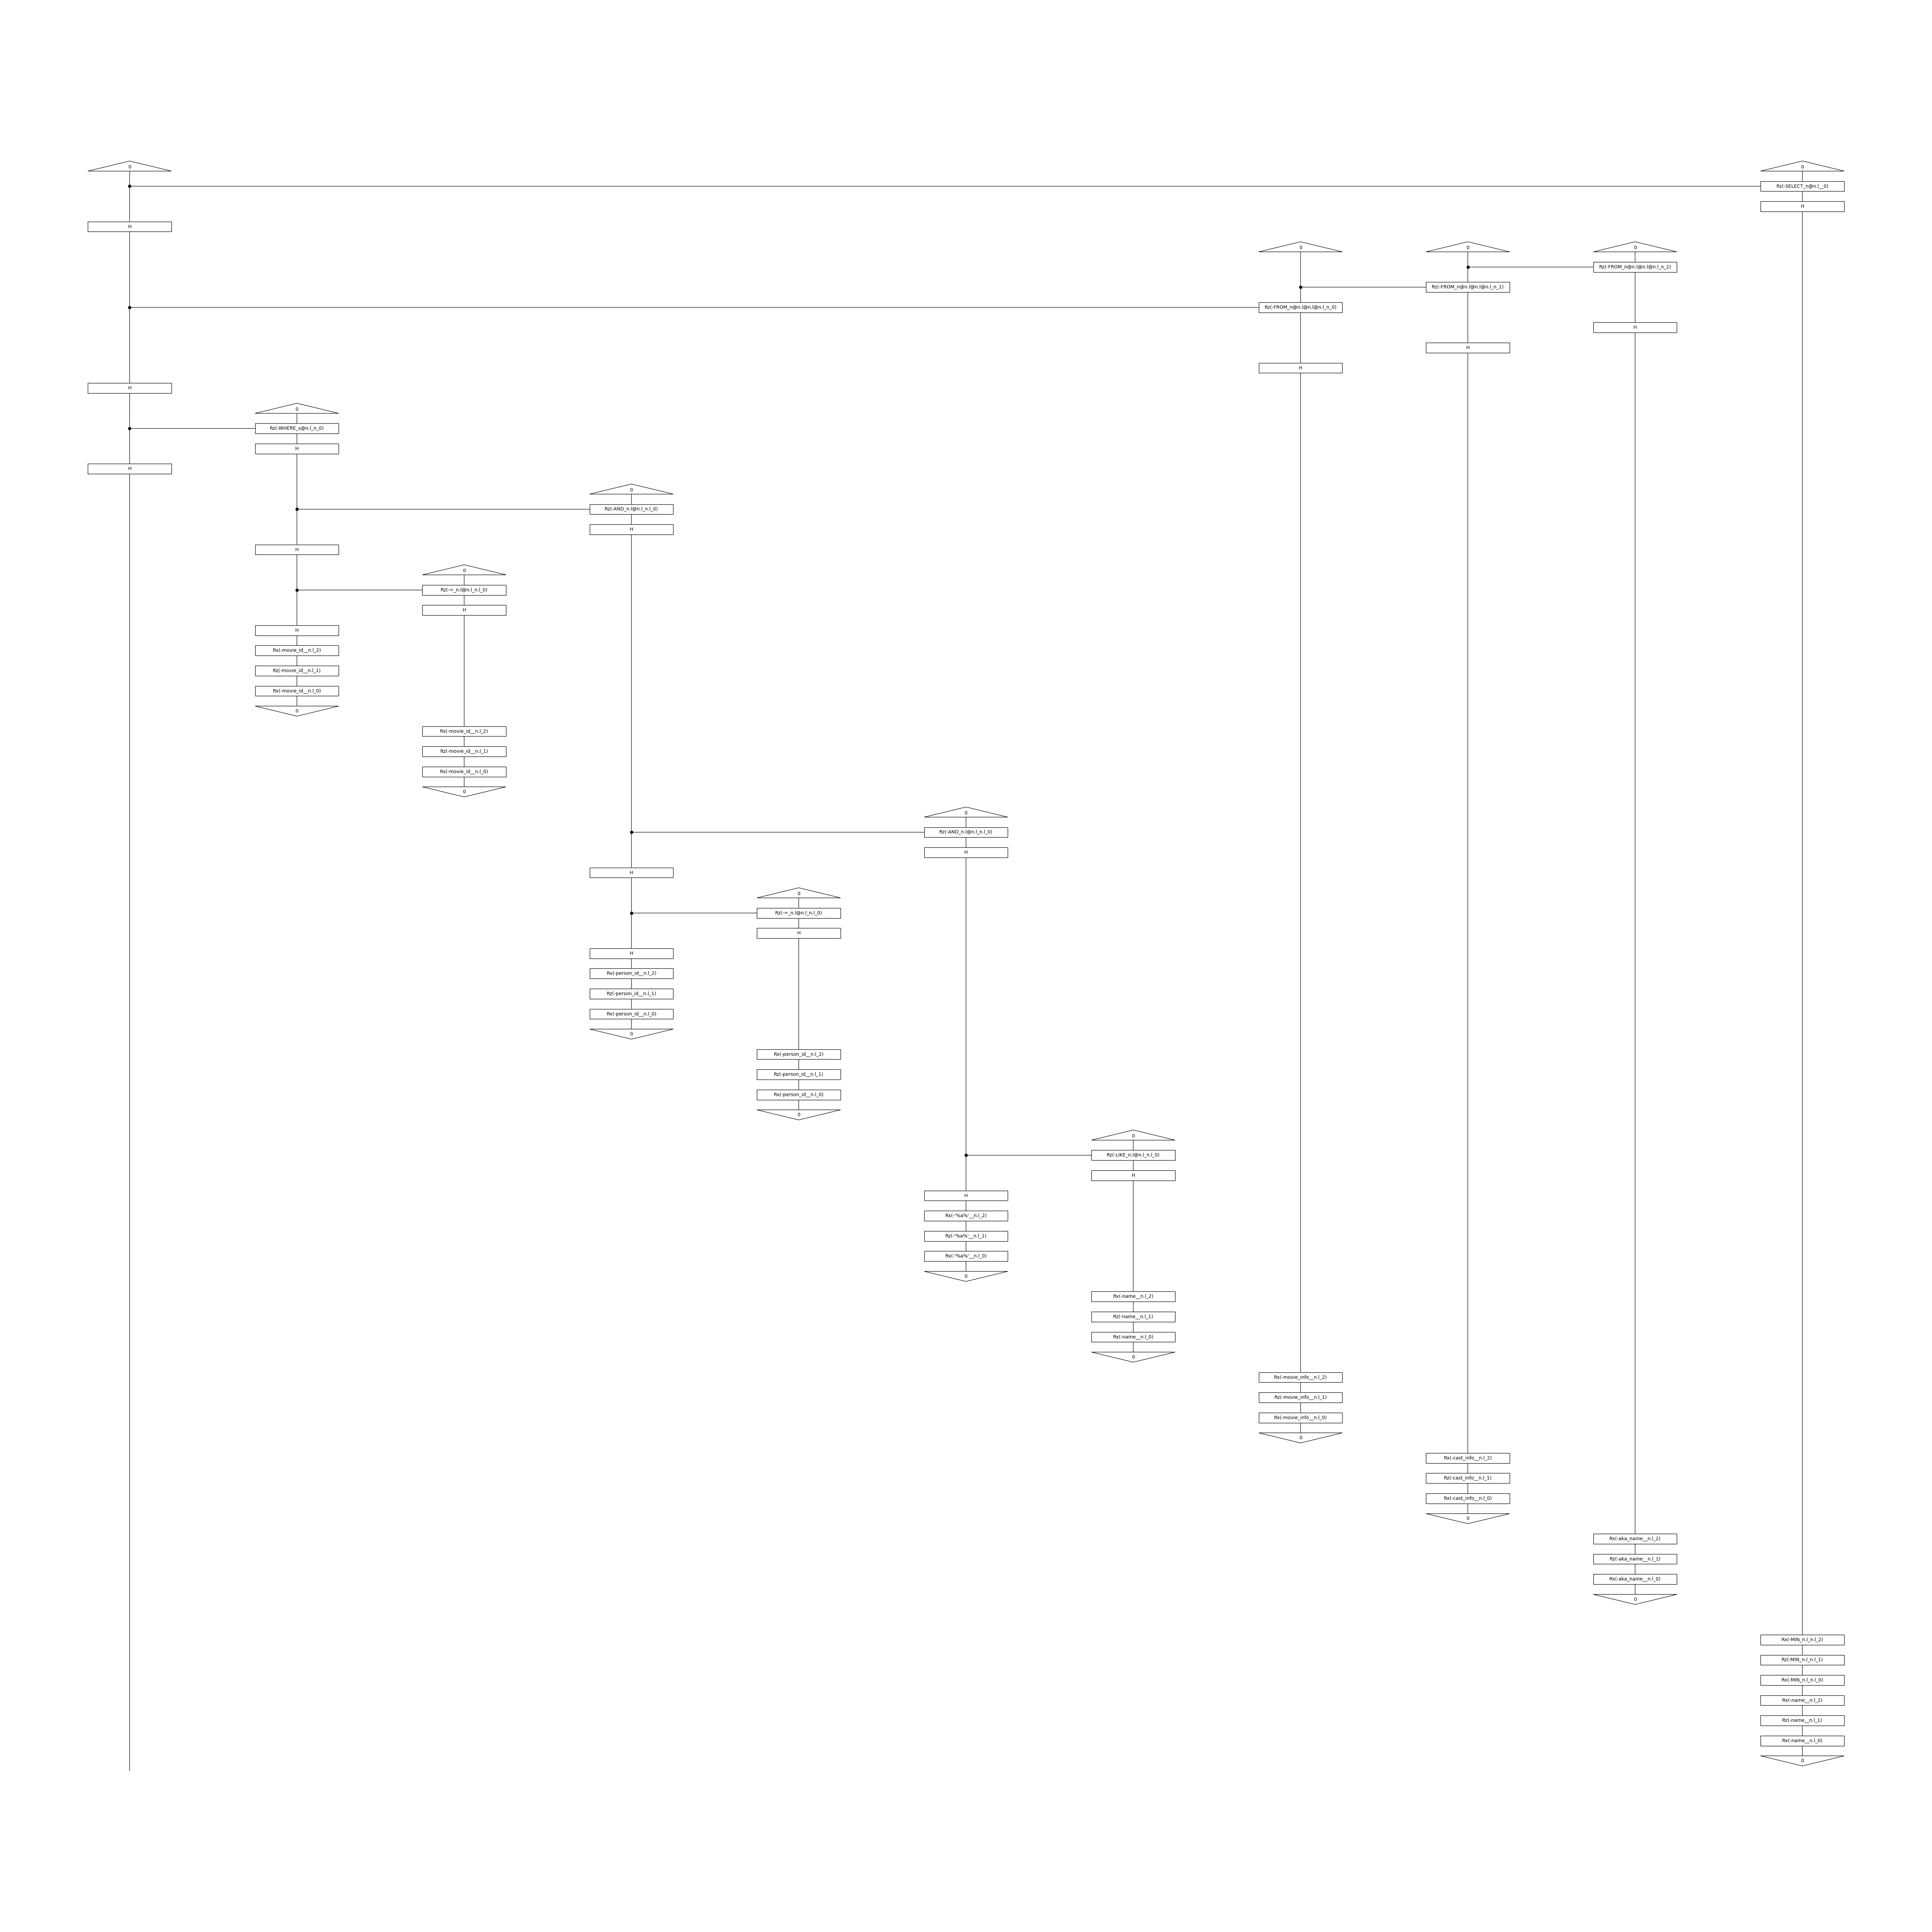 0 0
Rz(-SELECT_n@n.l__0)
H
H
0 0 0
Rz(-FROM_n@n.l@n.l@n.l_n_2)
Rz(-FROM_n@n.l@n.l@n.l_n_1)
Rz(-FROM_n@n.l@n.l@n.l_n_0)
H
H
H
H
0
Rz(-WHERE_s@n.l_n_0)
H
H
0
Rz(-AND_n.l@n.l_n.l_0)
H
H
0
Rz(-=_n.l@n.l_n.l_0)
H
H
Rx(-movie_id__n.l_2)
Rz(-movie_id__n.l_1)
Rx(-movie_id__n.l_0)
0
Rx(-movie_id__n.l_2)
Rz(-movie_id__n.l_1)
Rx(-movie_id__n.l_0)
0
0
Rz(-AND_n.l@n.l_n.l_0)
H
H
0
Rz(-=_n.l@n.l_n.l_0)
H
H
Rx(-person_id__n.l_2)
Rz(-person_id__n.l_1)
Rx(-person_id__n.l_0)
0
Rx(-person_id__n.l_2)
Rz(-person_id__n.l_1)
Rx(-person_id__n.l_0)
0
0
Rz(-LIKE_n.l@n.l_n.l_0)
H
H
Rx(-'%a%'__n.l_2)
Rz(-'%a%'__n.l_1)
Rx(-'%a%'__n.l_0)
0
Rx(-name__n.l_2)
Rz(-name__n.l_1)
Rx(-name__n.l_0)
0
Rx(-movie_info__n.l_2)
Rz(-movie_info__n.l_1)
Rx(-movie_info__n.l_0)
0
Rx(-cast_info__n.l_2)
Rz(-cast_info__n.l_1)
Rx(-cast_info__n.l_0)
0
Rx(-aka_name__n.l_2)
Rz(-aka_name__n.l_1)
Rx(-aka_name__n.l_0)
0
Rx(-MIN_n.l_n.l_2)
Rz(-MIN_n.l_n.l_1)
Rx(-MIN_n.l_n.l_0)
Rx(-name__n.l_2)
Rz(-name__n.l_1)
Rx(-name__n.l_0)
0